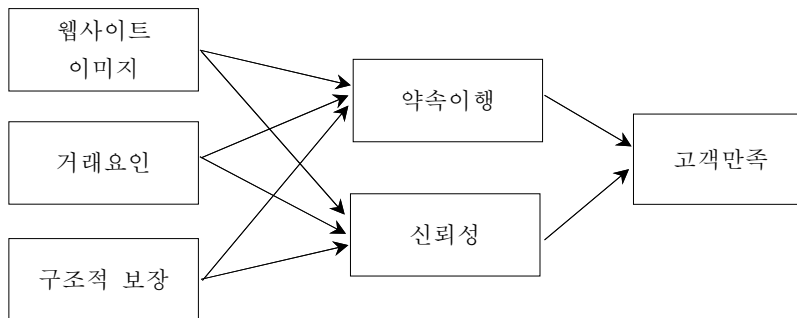 웹사이트
이미지
거래요인
구조적 보장
약속이행
신뢰성
고객만족